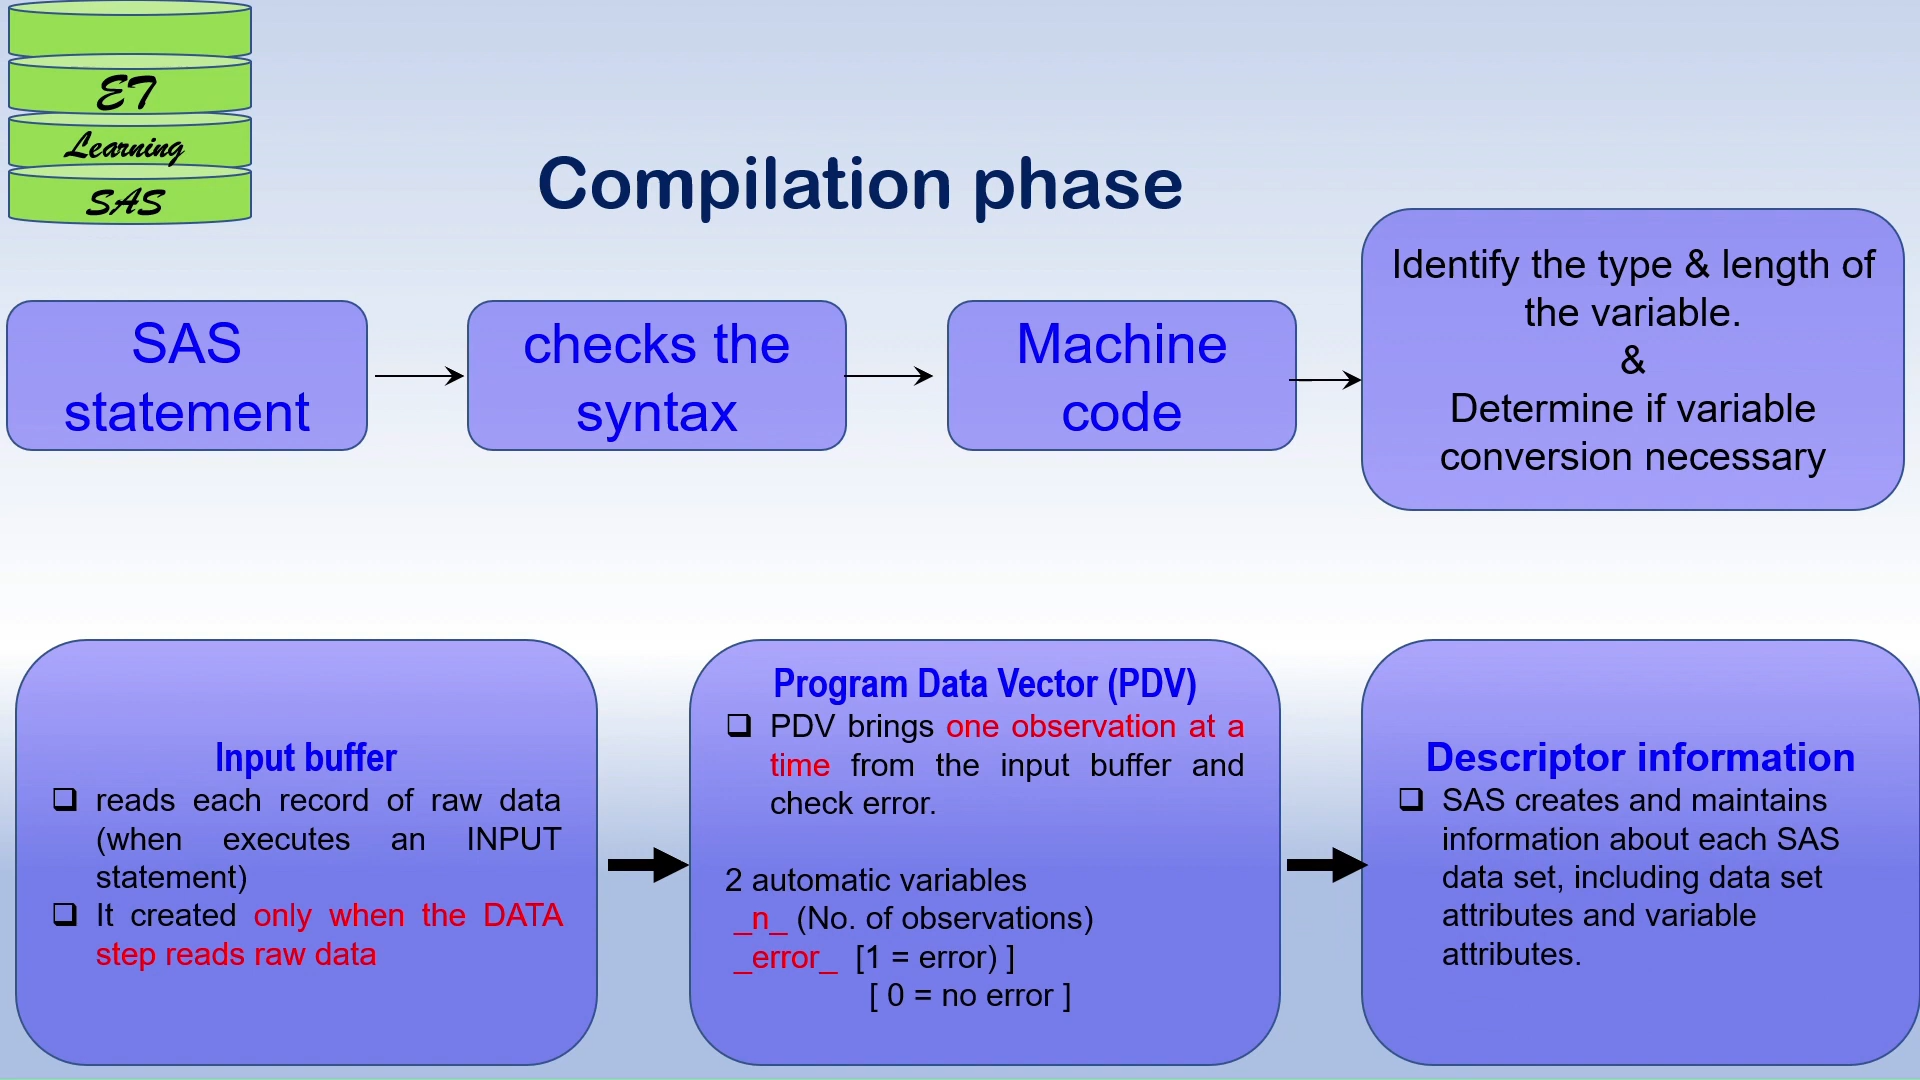 ET
Learning
SAS
Compilation phase
SAS
statement
checks the
syntax
Machine
code
Identify the type & length of
the variable.
&
Determine if variable
conversion necessary
Input buffer
❑ reads each record of raw data
(when executes an INPUT
statement)
❑ It created only when the DATA
step reads raw data
Program Data Vector (PDV)
❑ PDV brings one observation at a
time from the input buffer and
check error.
2 automatic variables
_n_ (No. of observations)
_error_ [1 = error) ]
[ 0 = no error ]
Descriptor information
❑ SAS creates and maintains
information about each SAS
data set, including data set
attributes and variable
attributes.